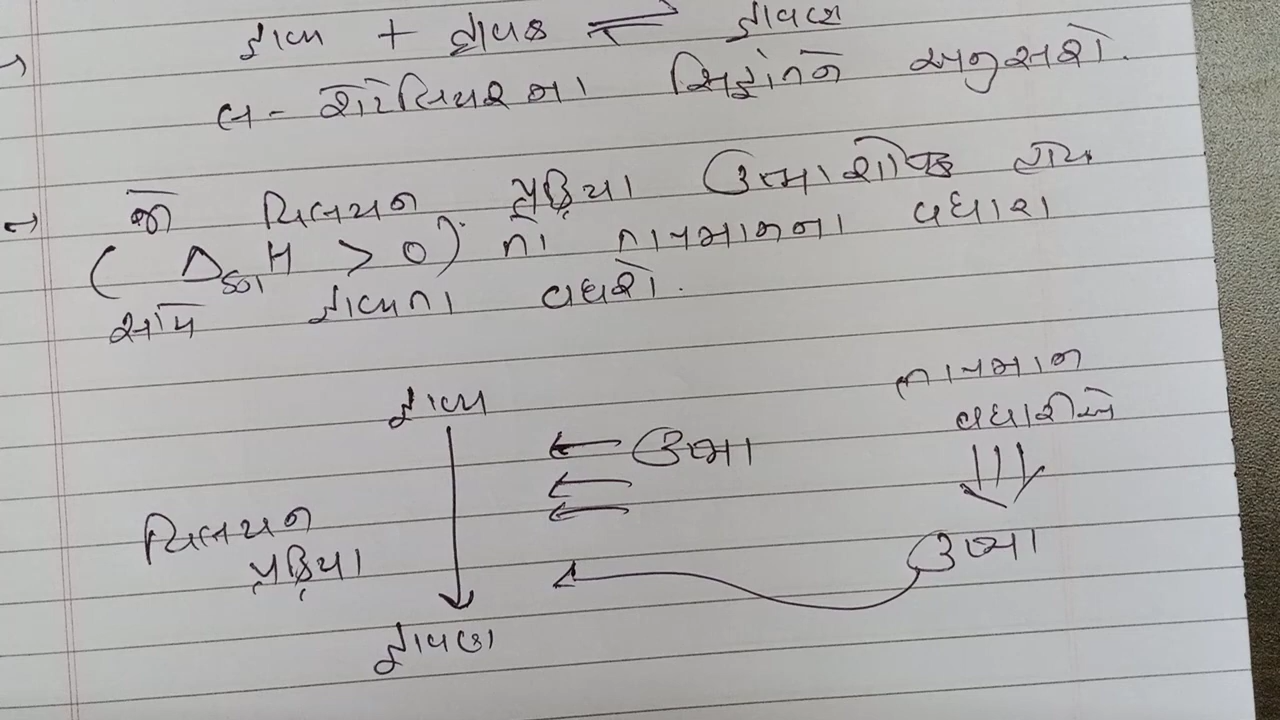 → દ્રાવ્ય + દ્રાવક ⇌ દ્રાવણ
લ - શાટેલિયરના સિદ્ધાંતને અનુસરશે.
→ જો વિલયન પ્રક્રિયા ઉષ્માશોષક હોય
( ΔsolH > 0 ) તો તાપમાનના વધારા
સાથે દ્રાવ્યતા વધશે.
દ્રાવ્ય
તાપમાન
વધારીએ
← ઉષ્મા
વિલયન
પ્રક્રિયા
ઉષ્મા
દ્રાવણ